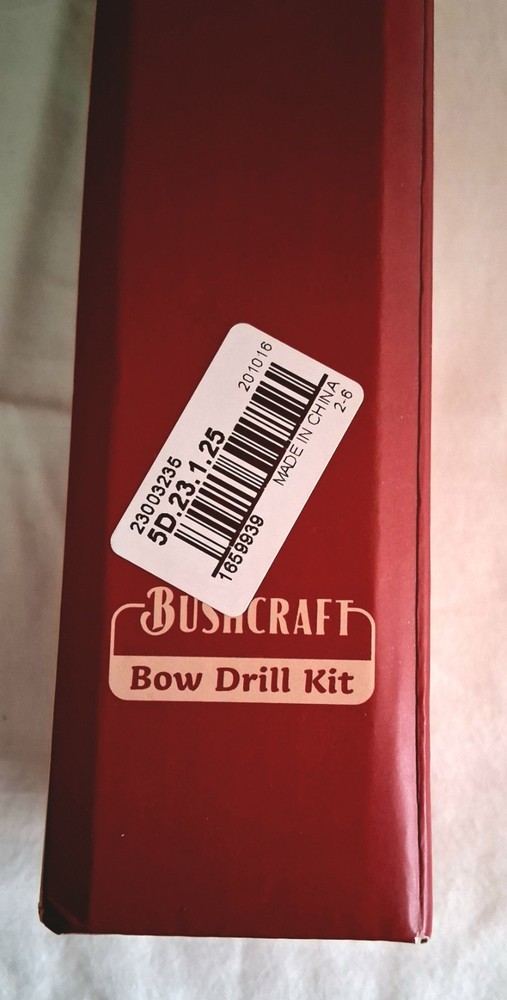 201016
23003235
5D.23.1.25
MADE IN CHINA
2-6
1659939
BUSHCRAFT
Bow Drill Kit